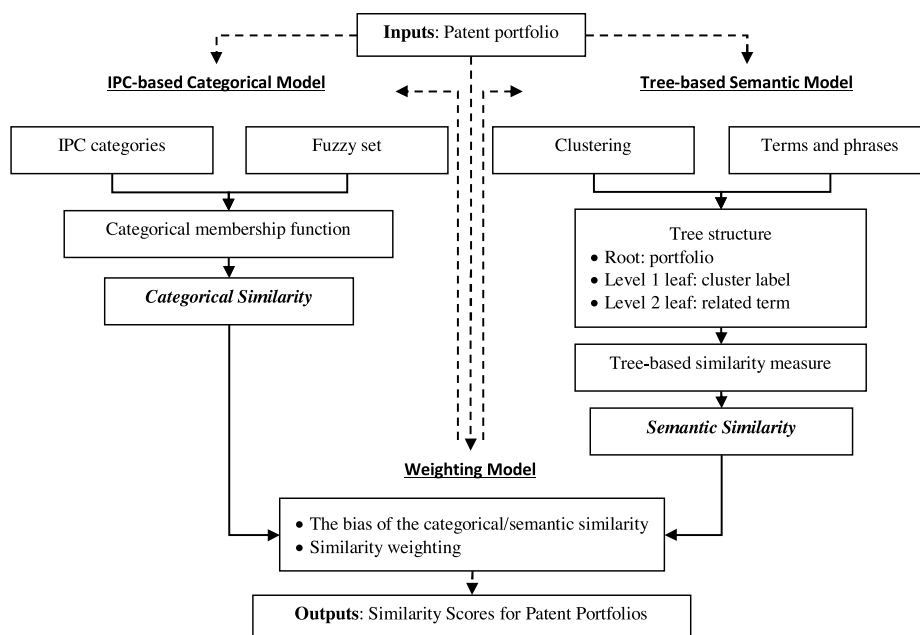 Inputs: Patent portfolio
IPC-based Categorical Model
Tree-based Semantic Model
IPC categories
Fuzzy set
Clustering
Terms and phrases
Categorical membership function
Tree structure
• Root: portfolio
• Level 1 leaf: cluster label
• Level 2 leaf: related term
Categorical Similarity
Tree-based similarity measure
Semantic Similarity
Weighting Model
• The bias of the categorical/semantic similarity
• Similarity weighting
Outputs: Similarity Scores for Patent Portfolios